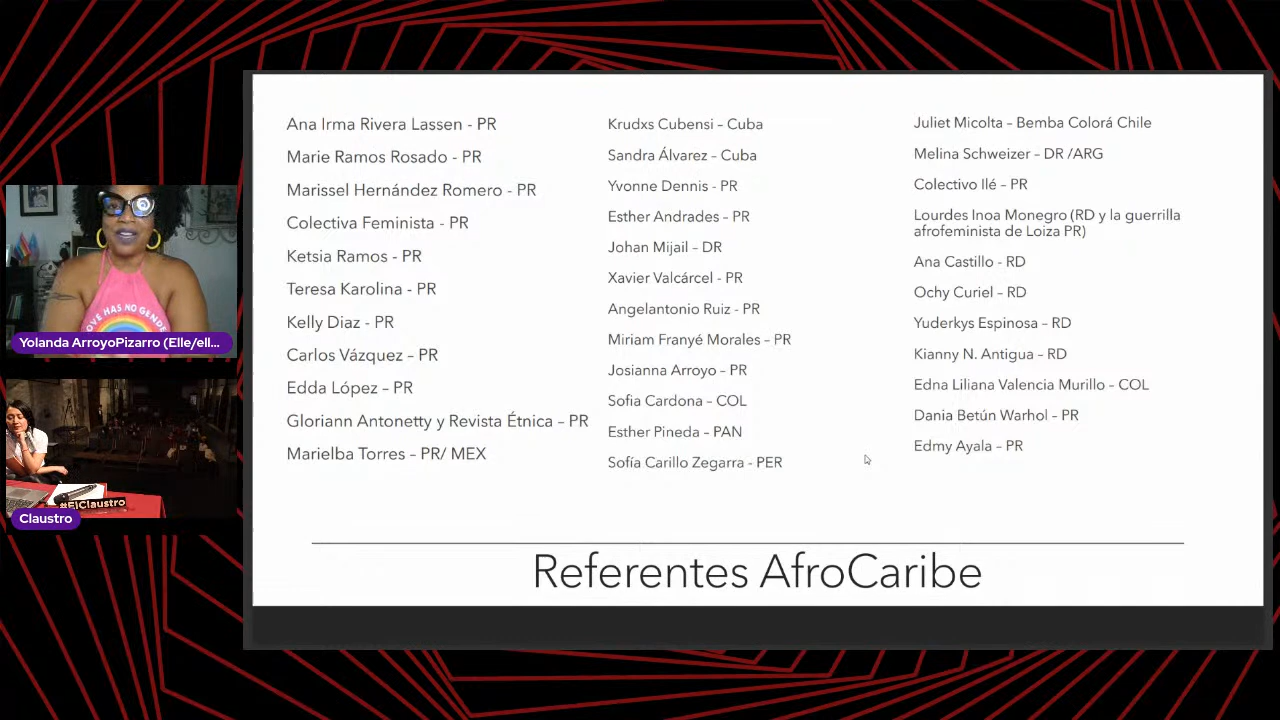 Ana Irma Rivera Lassen - PR
Marie Ramos Rosado - PR
Marissel Hernández Romero - PR
Colectiva Feminista - PR
Ketsia Ramos - PR
Teresa Karolina - PR
Kelly Diaz - PR
Carlos Vázquez – PR
Edda López – PR
Gloriann Antonetty y Revista Étnica – PR
Marielba Torres – PR/ MEX
Krudxs Cubensi – Cuba
Sandra Álvarez – Cuba
Yvonne Dennis - PR
Esther Andrades – PR
Johan Mijail – DR
Xavier Valcárcel - PR
Angelantonio Ruiz - PR
Miriam Franyé Morales – PR
Josianna Arroyo – PR
Sofia Cardona – COL
Esther Pineda – PAN
Sofía Carillo Zegarra - PER
Juliet Micolta – Bemba Colorá Chile
Melina Schweizer – DR /ARG
Colectivo Ilé – PR
Lourdes Inoa Monegro (RD y la guerrilla
afrofeminista de Loiza PR)
Ana Castillo - RD
Ochy Curiel – RD
Yuderkys Espinosa – RD
Kianny N. Antigua – RD
Edna Liliana Valencia Murillo – COL
Dania Betún Warhol – PR
Edmy Ayala – PR
Referentes AfroCaribe
LOVE HAS NO GENDE
Yolanda ArroyoPizarro (Elle/ell...
#ElClaustro
Claustro